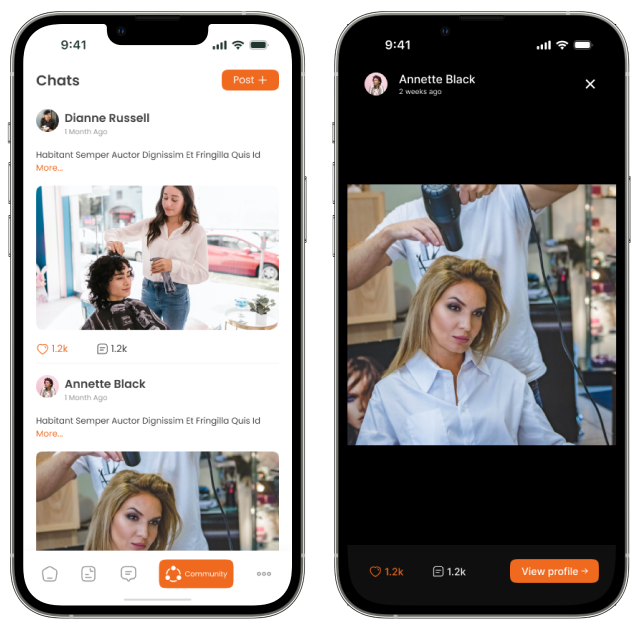 9:41
Chats
Post +
Dianne Russell
1 Month Ago
Habitant Semper Auctor Dignissim Et Fringilla Quis Id
More...
1.2k
1.2k
Annette Black
1 Month Ago
Habitant Semper Auctor Dignissim Et Fringilla Quis Id
More...
Community
9:41
Annette Black
2 weeks ago
1.2k
1.2k
View profile →